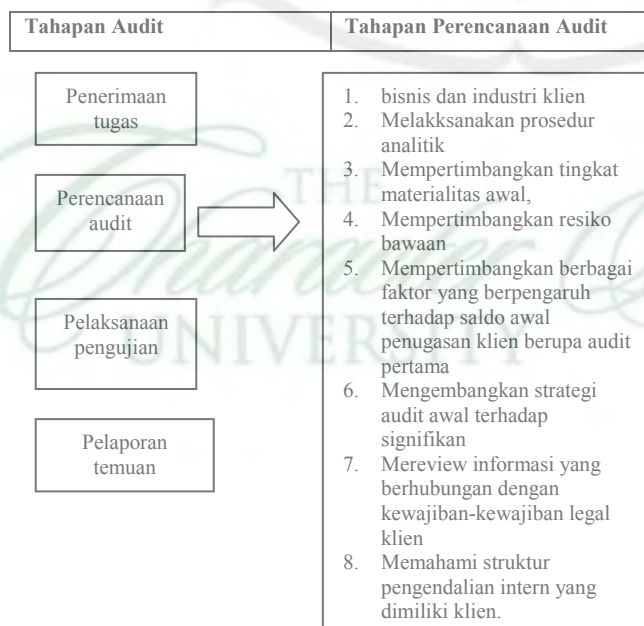 Tahapan Audit
Tahapan Perencanaan Audit
Penerimaan
tugas
Perencanaan
audit
Pelaksanaan
pengujian
Pelaporan
temuan
1. bisnis dan industri klien
2. Melakksanakan prosedur
analitik
3. Mempertimbangkan tingkat
materialitas awal,
4. Mempertimbangkan resiko
bawaan
5. Mempertimbangkan berbagai
faktor yang berpengaruh
terhadap saldo awal
penugasan klien berupa audit
pertama
6. Mengembangkan strategi
audit awal terhadap
signifikan
7. Mereview informasi yang
berhubungan dengan
kewajiban-kewajiban legal
klien
8. Memahami struktur
pengendalian intern yang
dimiliki klien.
THE
Character
UNIVERSITY